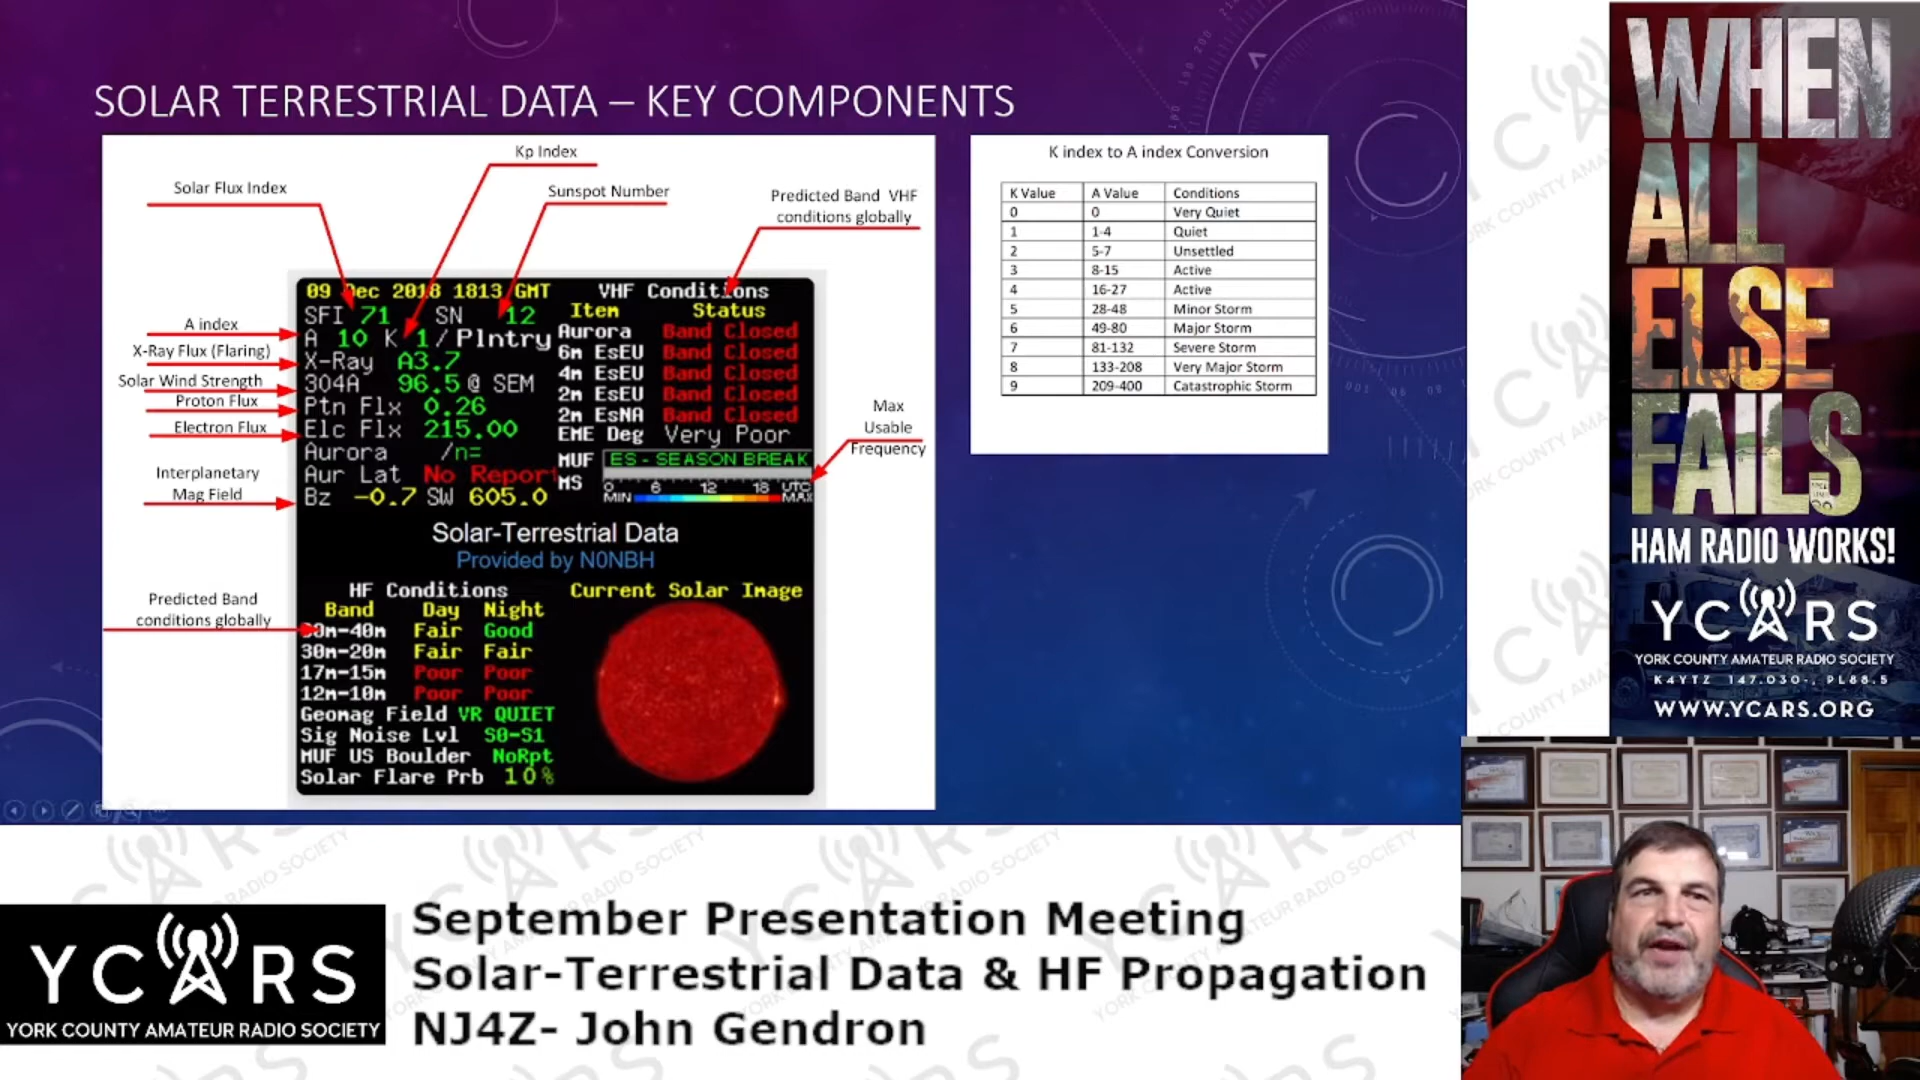 SOLAR TERRESTRIAL DATA – KEY COMPONENTS
Kp Index
Solar Flux Index
Sunspot Number
Predicted Band VHF
conditions globally
A index
X-Ray Flux (Flaring)
Solar Wind Strength
Proton Flux
Electron Flux
Interplanetary
Mag Field
Predicted Band
conditions globally
Max
Usable
Frequency
09 Dec 2018 1813 GMT
SFI 71 SN 12
A 10 K 1/Plntry
X-Ray A3.7
304A 96.5 @ SEM
Ptn Flx 0.26
Elc Flx 215.00
Aurora /n=
Aur Lat No Report
Bz -0.7 SW 605.0
VHF Conditions
Item Status
Aurora Band Closed
6m EsEU Band Closed
4m EsEU Band Closed
2m EsEU Band Closed
2m EsNA Band Closed
EME Deg Very Poor
MUF ES - SEASON BREAK
MS
0 6 12 18 UTC
MIN MAX
Solar-Terrestrial Data
Provided by N0NBH
HF Conditions
Band Day Night
80m-40m Fair Good
30m-20m Fair Fair
17m-15m Poor Poor
12m-10m Poor Poor
Geomag Field VR QUIET
Sig Noise Lvl S0-S1
MUF US Boulder NoRpt
Solar Flare Prb 10%
Current Solar Image
K index to A index Conversion
K Value A Value Conditions
0 0 Very Quiet
1 1-4 Quiet
2 5-7 Unsettled
3 8-15 Active
4 16-27 Active
5 28-48 Minor Storm
6 49-80 Major Storm
7 81-132 Severe Storm
8 133-208 Very Major Storm
9 209-400 Catastrophic Storm
WHEN
ALL
ELSE
FAILS
HAM RADIO WORKS!
YCARS
YORK COUNTY AMATEUR RADIO SOCIETY
K4YTZ 147.030-, PL88.5
WWW.YCARS.ORG
YCARS
YORK COUNTY AMATEUR RADIO SOCIETY
September Presentation Meeting
Solar-Terrestrial Data & HF Propagation
NJ4Z- John Gendron